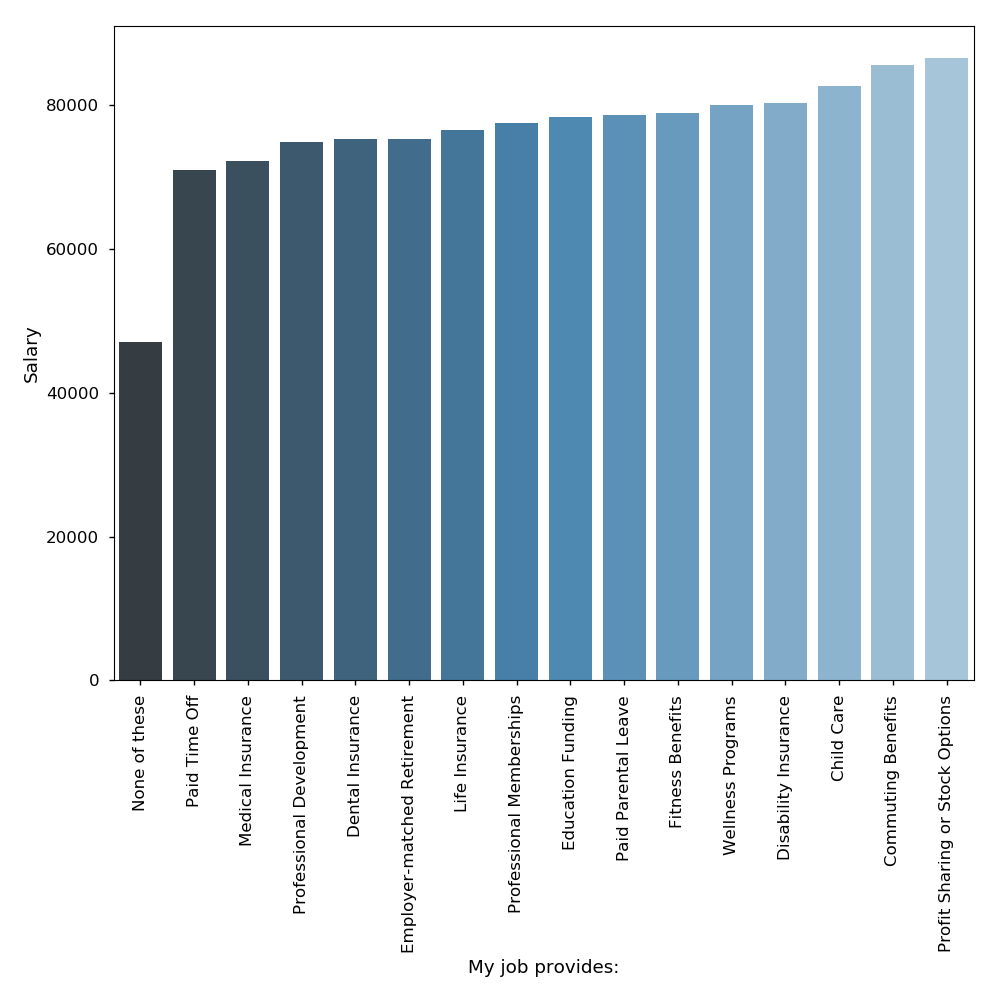 80000
60000
40000
20000
0
Salary
None of these
Paid Time Off
Medical Insurance
Professional Development
Dental Insurance
Employer-matched Retirement
Life Insurance
Professional Memberships
Education Funding
Paid Parental Leave
Fitness Benefits
Wellness Programs
Disability Insurance
Child Care
Commuting Benefits
Profit Sharing or Stock Options
My job provides: